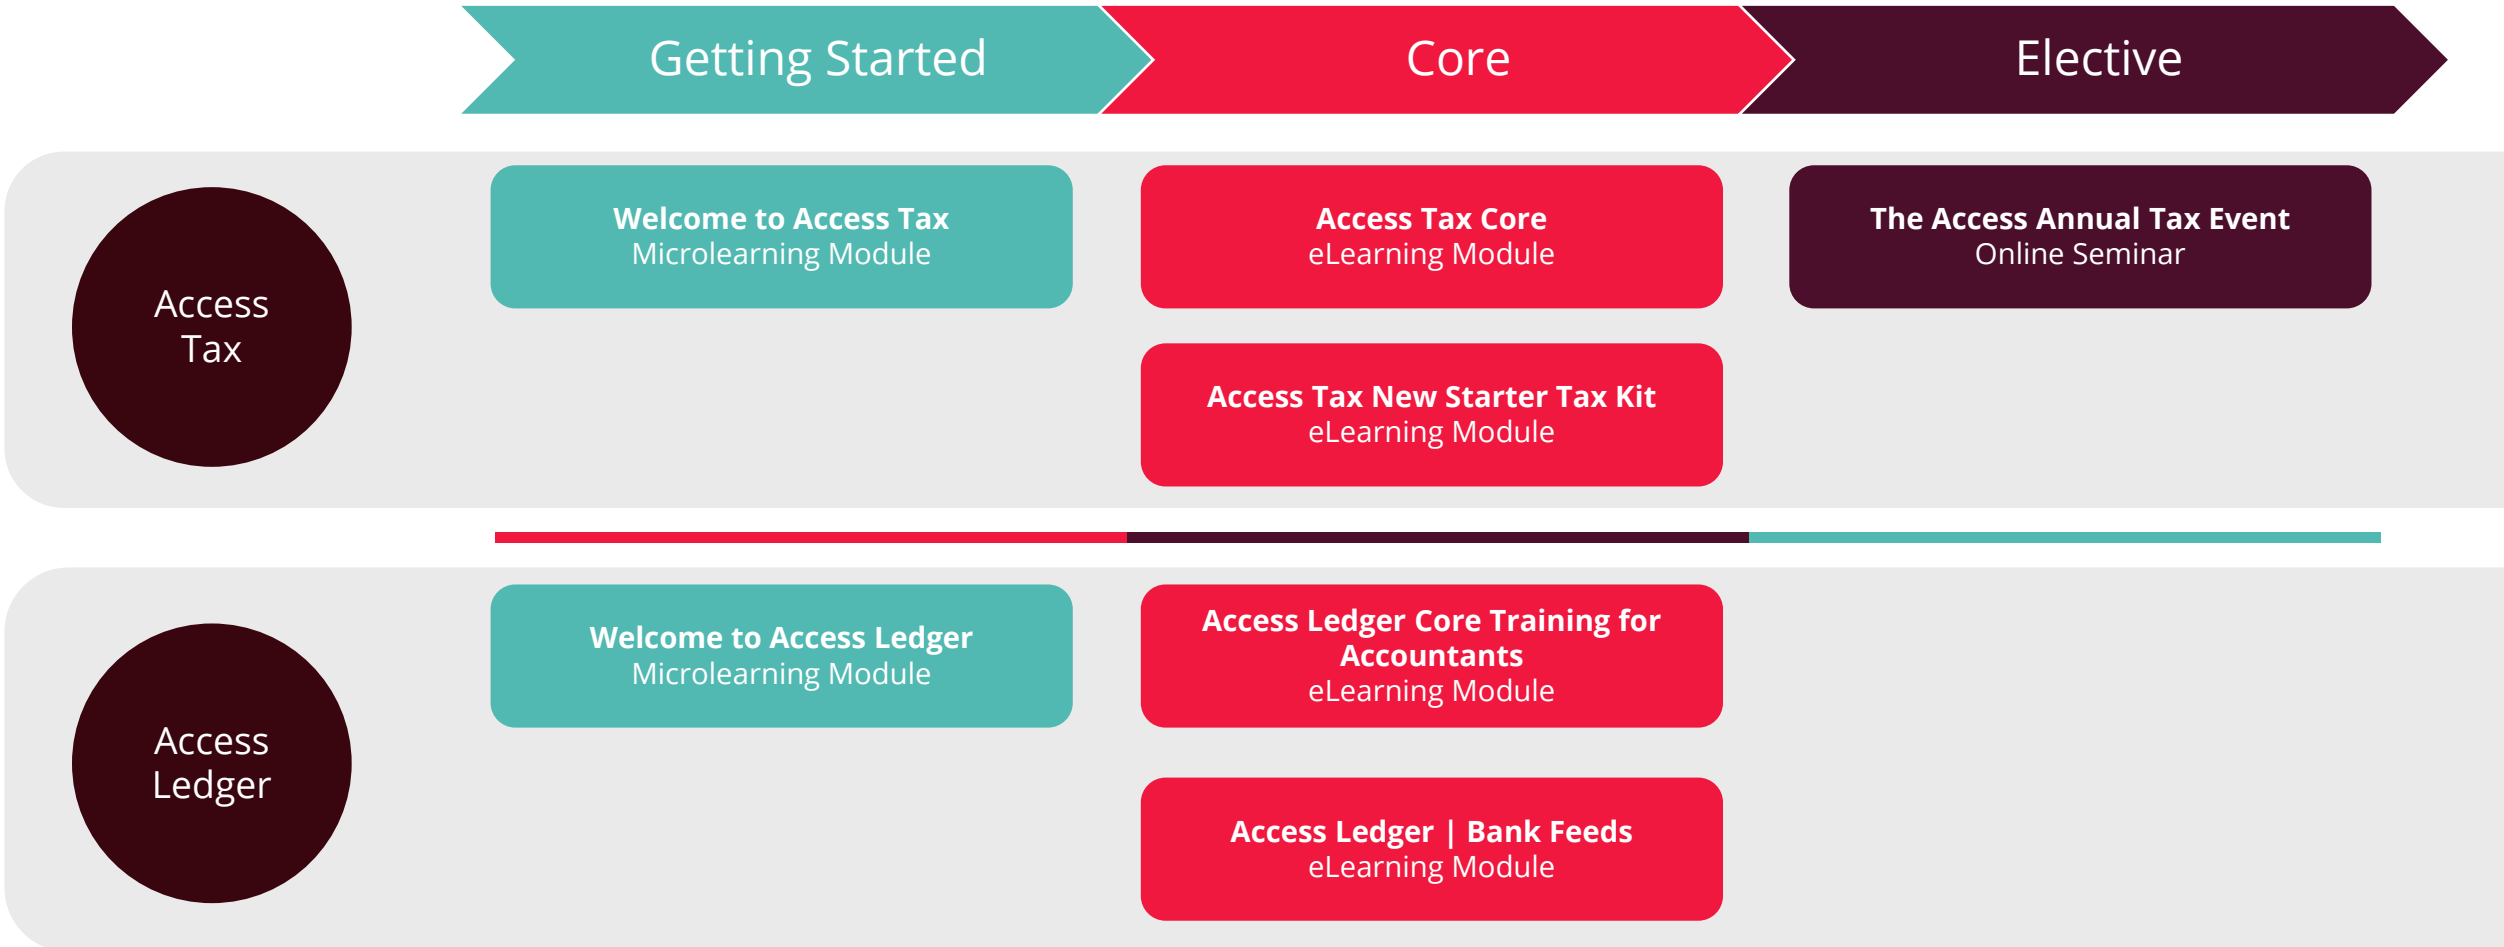 Getting Started
Core
Elective
Access
Tax
Welcome to Access Tax
Microlearning Module
Access Tax Core
eLearning Module
The Access Annual Tax Event
Online Seminar
Access Tax New Starter Tax Kit
eLearning Module
Access
Ledger
Welcome to Access Ledger
Microlearning Module
Access Ledger Core Training for
Accountants
eLearning Module
Access Ledger | Bank Feeds
eLearning Module